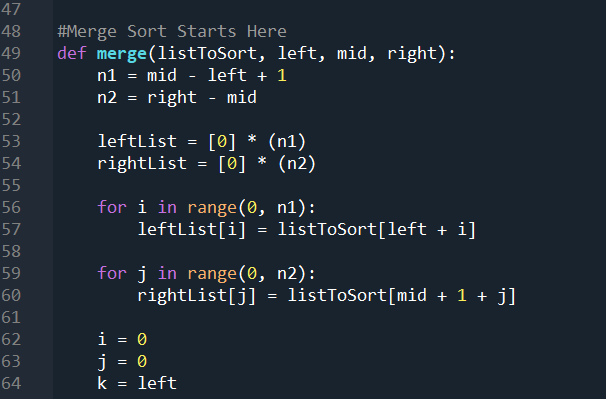 47
48 #Merge Sort Starts Here
49 def merge(listToSort, left, mid, right):
50     n1 = mid - left + 1
51     n2 = right - mid
52
53     leftList = [0] * (n1)
54     rightList = [0] * (n2)
55
56     for i in range(0, n1):
57         leftList[i] = listToSort[left + i]
58
59     for j in range(0, n2):
60         rightList[j] = listToSort[mid + 1 + j]
61
62     i = 0
63     j = 0
64     k = left